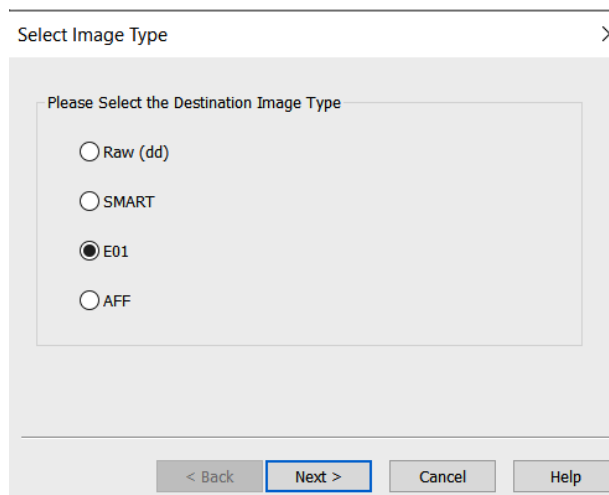 Select Image Type
Please Select the Destination Image Type
Raw (dd)
SMART
E01
AFF
< Back Next > Cancel Help